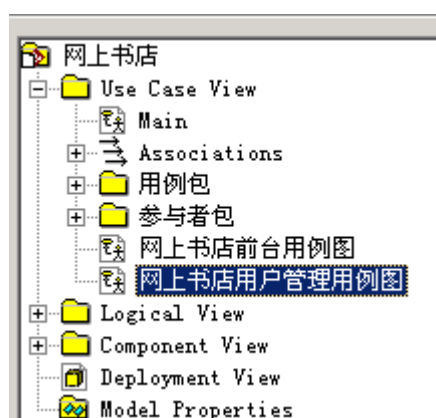 网上书店
Use Case View
Main
Associations
用例包
参与者包
网上书店前台用例图
网上书店用户管理用例图
Logical View
Component View
Deployment View
Model Properties